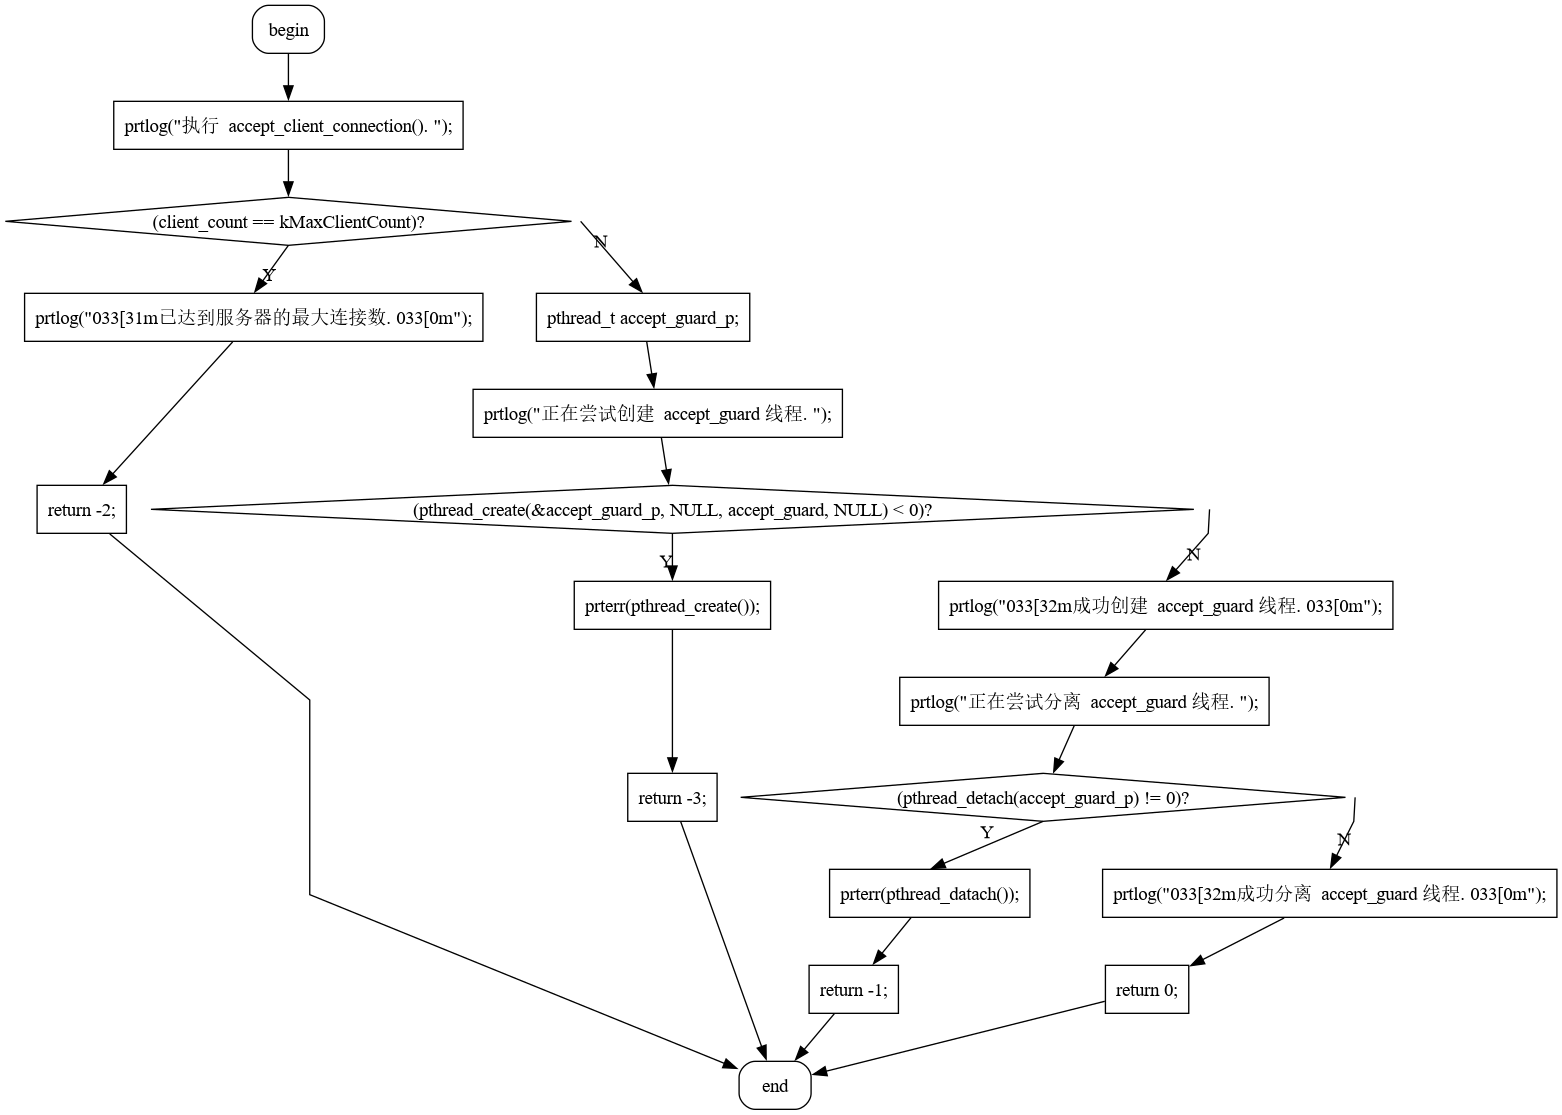 begin
prtlog("执行 accept_client_connection(). ");
(client_count == kMaxClientCount)?
N
Y
prtlog("033[31m已达到服务器的最大连接数. 033[0m");
pthread_t accept_guard_p;
prtlog("正在尝试创建 accept_guard 线程. ");
return -2;
(pthread_create(&accept_guard_p, NULL, accept_guard, NULL) < 0)?
Y
N
prterr(pthread_create());
prtlog("033[32m成功创建 accept_guard 线程. 033[0m");
prtlog("正在尝试分离 accept_guard 线程. ");
return -3;
(pthread_detach(accept_guard_p) != 0)?
Y
N
prterr(pthread_datach());
prtlog("033[32m成功分离 accept_guard 线程. 033[0m");
return -1;
return 0;
end